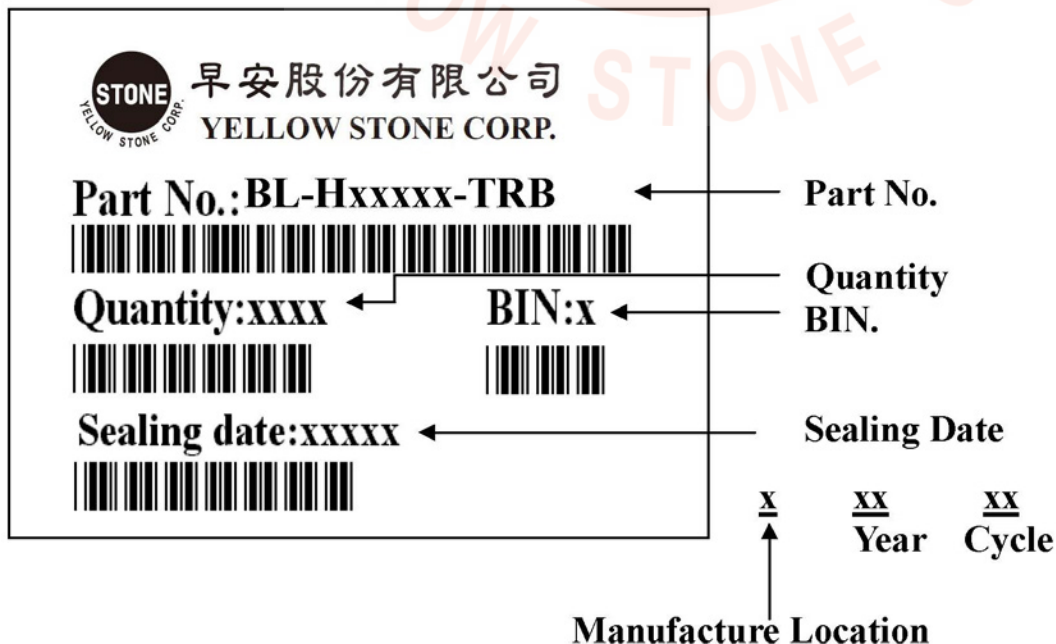 YELLOW STONE
STONE
YELLOW STONE CORP.
早安股份有限公司
YELLOW STONE CORP.
Part No.:BL-Hxxxxx-TRB
Part No.
Quantity:xxxx
BIN:x
Quantity
BIN.
Sealing date:xxxxx
Sealing Date
x xx xx
Year Cycle
Manufacture Location